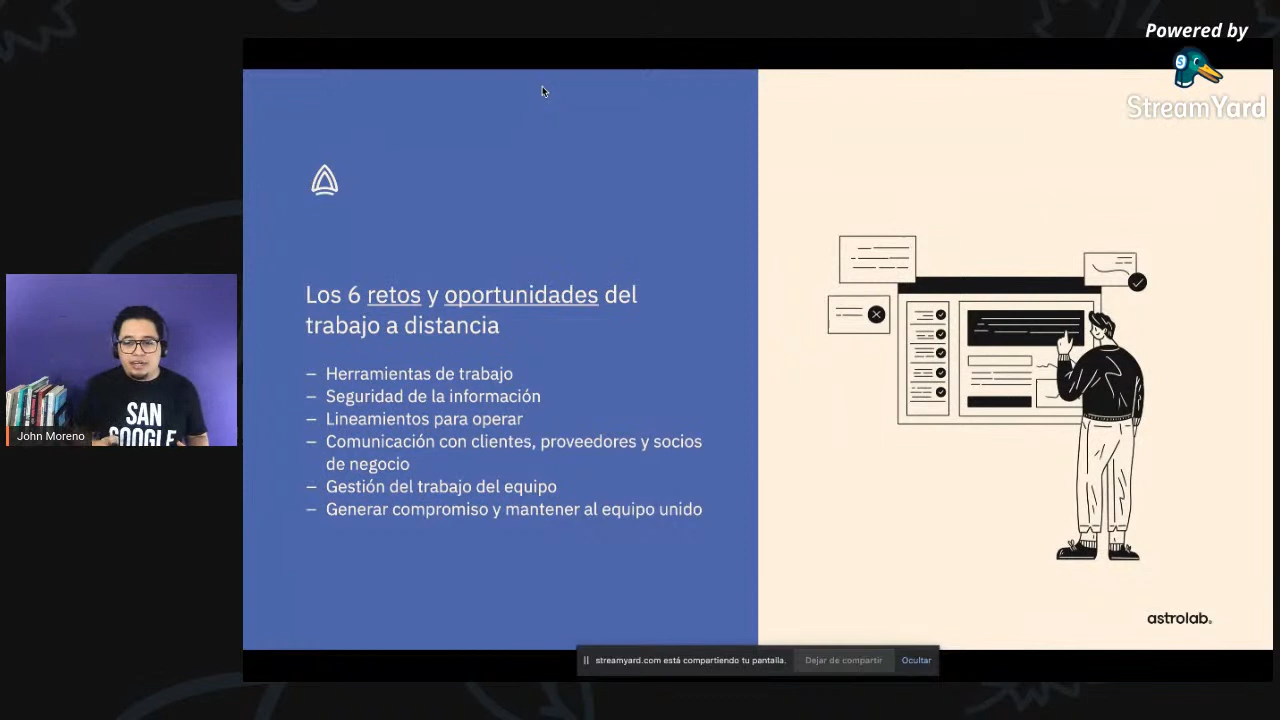 Powered by
StreamYard
Los 6 retos y oportunidades del
trabajo a distancia
– Herramientas de trabajo
– Seguridad de la información
– Lineamientos para operar
– Comunicación con clientes, proveedores y socios
de negocio
– Gestión del trabajo del equipo
– Generar compromiso y mantener al equipo unido
SAN
GOOGLE
John Moreno
astrolab.
streamyard.com está compartiendo tu pantalla.
Dejar de compartir
Ocultar